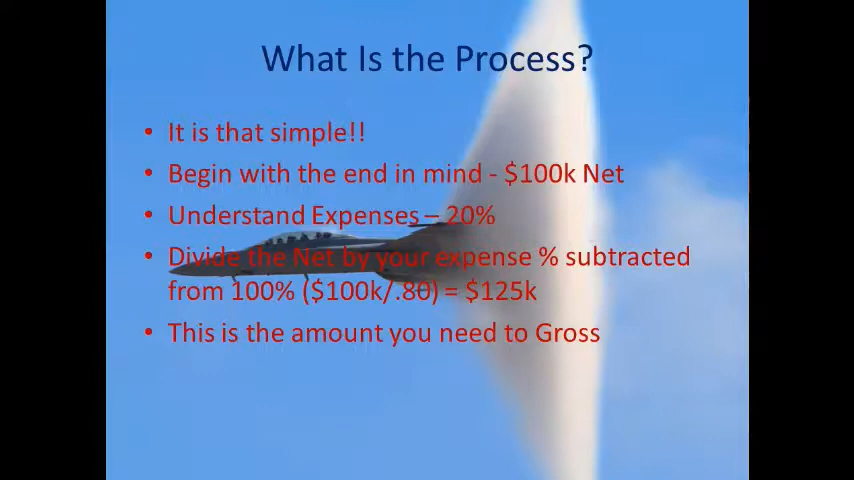 What Is the Process?
• It is that simple!!
• Begin with the end in mind - $100k Net
• Understand Expenses – 20%
• Divide the Net by your expense % subtracted
from 100% ($100k/.80) = $125k
• This is the amount you need to Gross